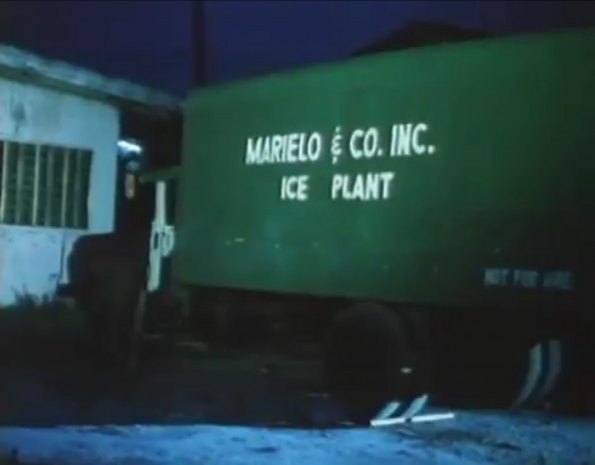 MARIELO & CO. INC.
ICE PLANT
NOT FOR HIRE